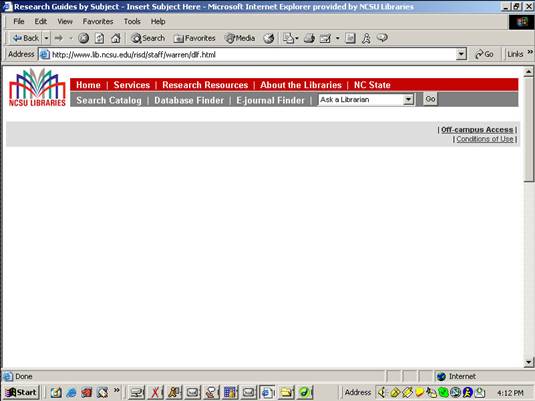 Research Guides by Subject - Insert Subject Here - Microsoft Internet Explorer provided by NCSU Libraries
File Edit View Favorites Tools Help
Back Search Favorites Media
Address http://www.lib.ncsu.edu/risd/staff/warren/dlf.html Go Links »
NCSU LIBRARIES
Home | Services | Research Resources | About the Libraries | NC State
Search Catalog | Database Finder | E-journal Finder | Ask a Librarian Go
| Off-campus Access |
| Conditions of Use |
Done Internet
Start » Address 4:12 PM